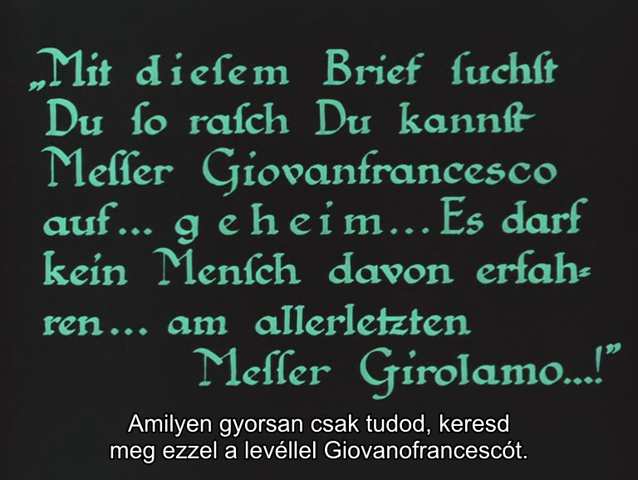 „Mit dieſem Brief ſuchſt
Du ſo raſch Du kannſt
Meſſer Giovanfrancesco
auf... geheim... Es darf
kein Menſch davon erfah⸗
ren... am allerletzten
Meſſer Girolamo...!”
Amilyen gyorsan csak tudod, keresd
meg ezzel a levéllel Giovanofrancescót.